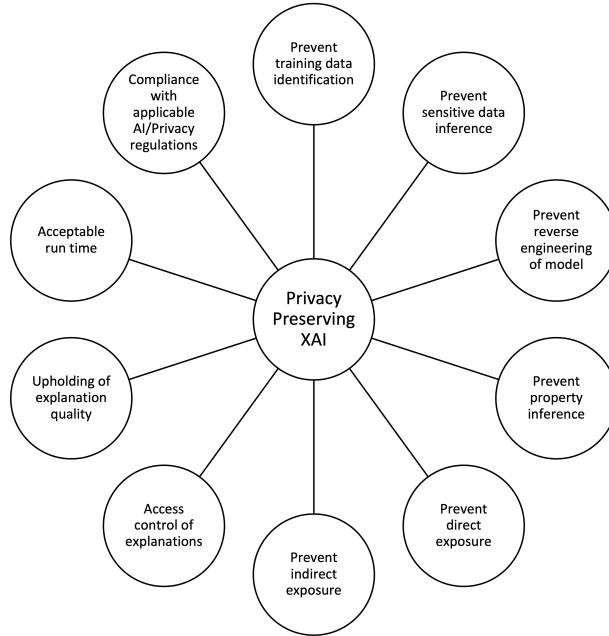 Prevent
training data
identification
Compliance
with
applicable
AI/Privacy
regulations
Prevent
sensitive data
inference
Acceptable
run time
Prevent
reverse
engineering
of model
Privacy
Preserving
XAI
Upholding of
explanation
quality
Prevent
property
inference
Access
control of
explanations
Prevent
direct
exposure
Prevent
indirect
exposure